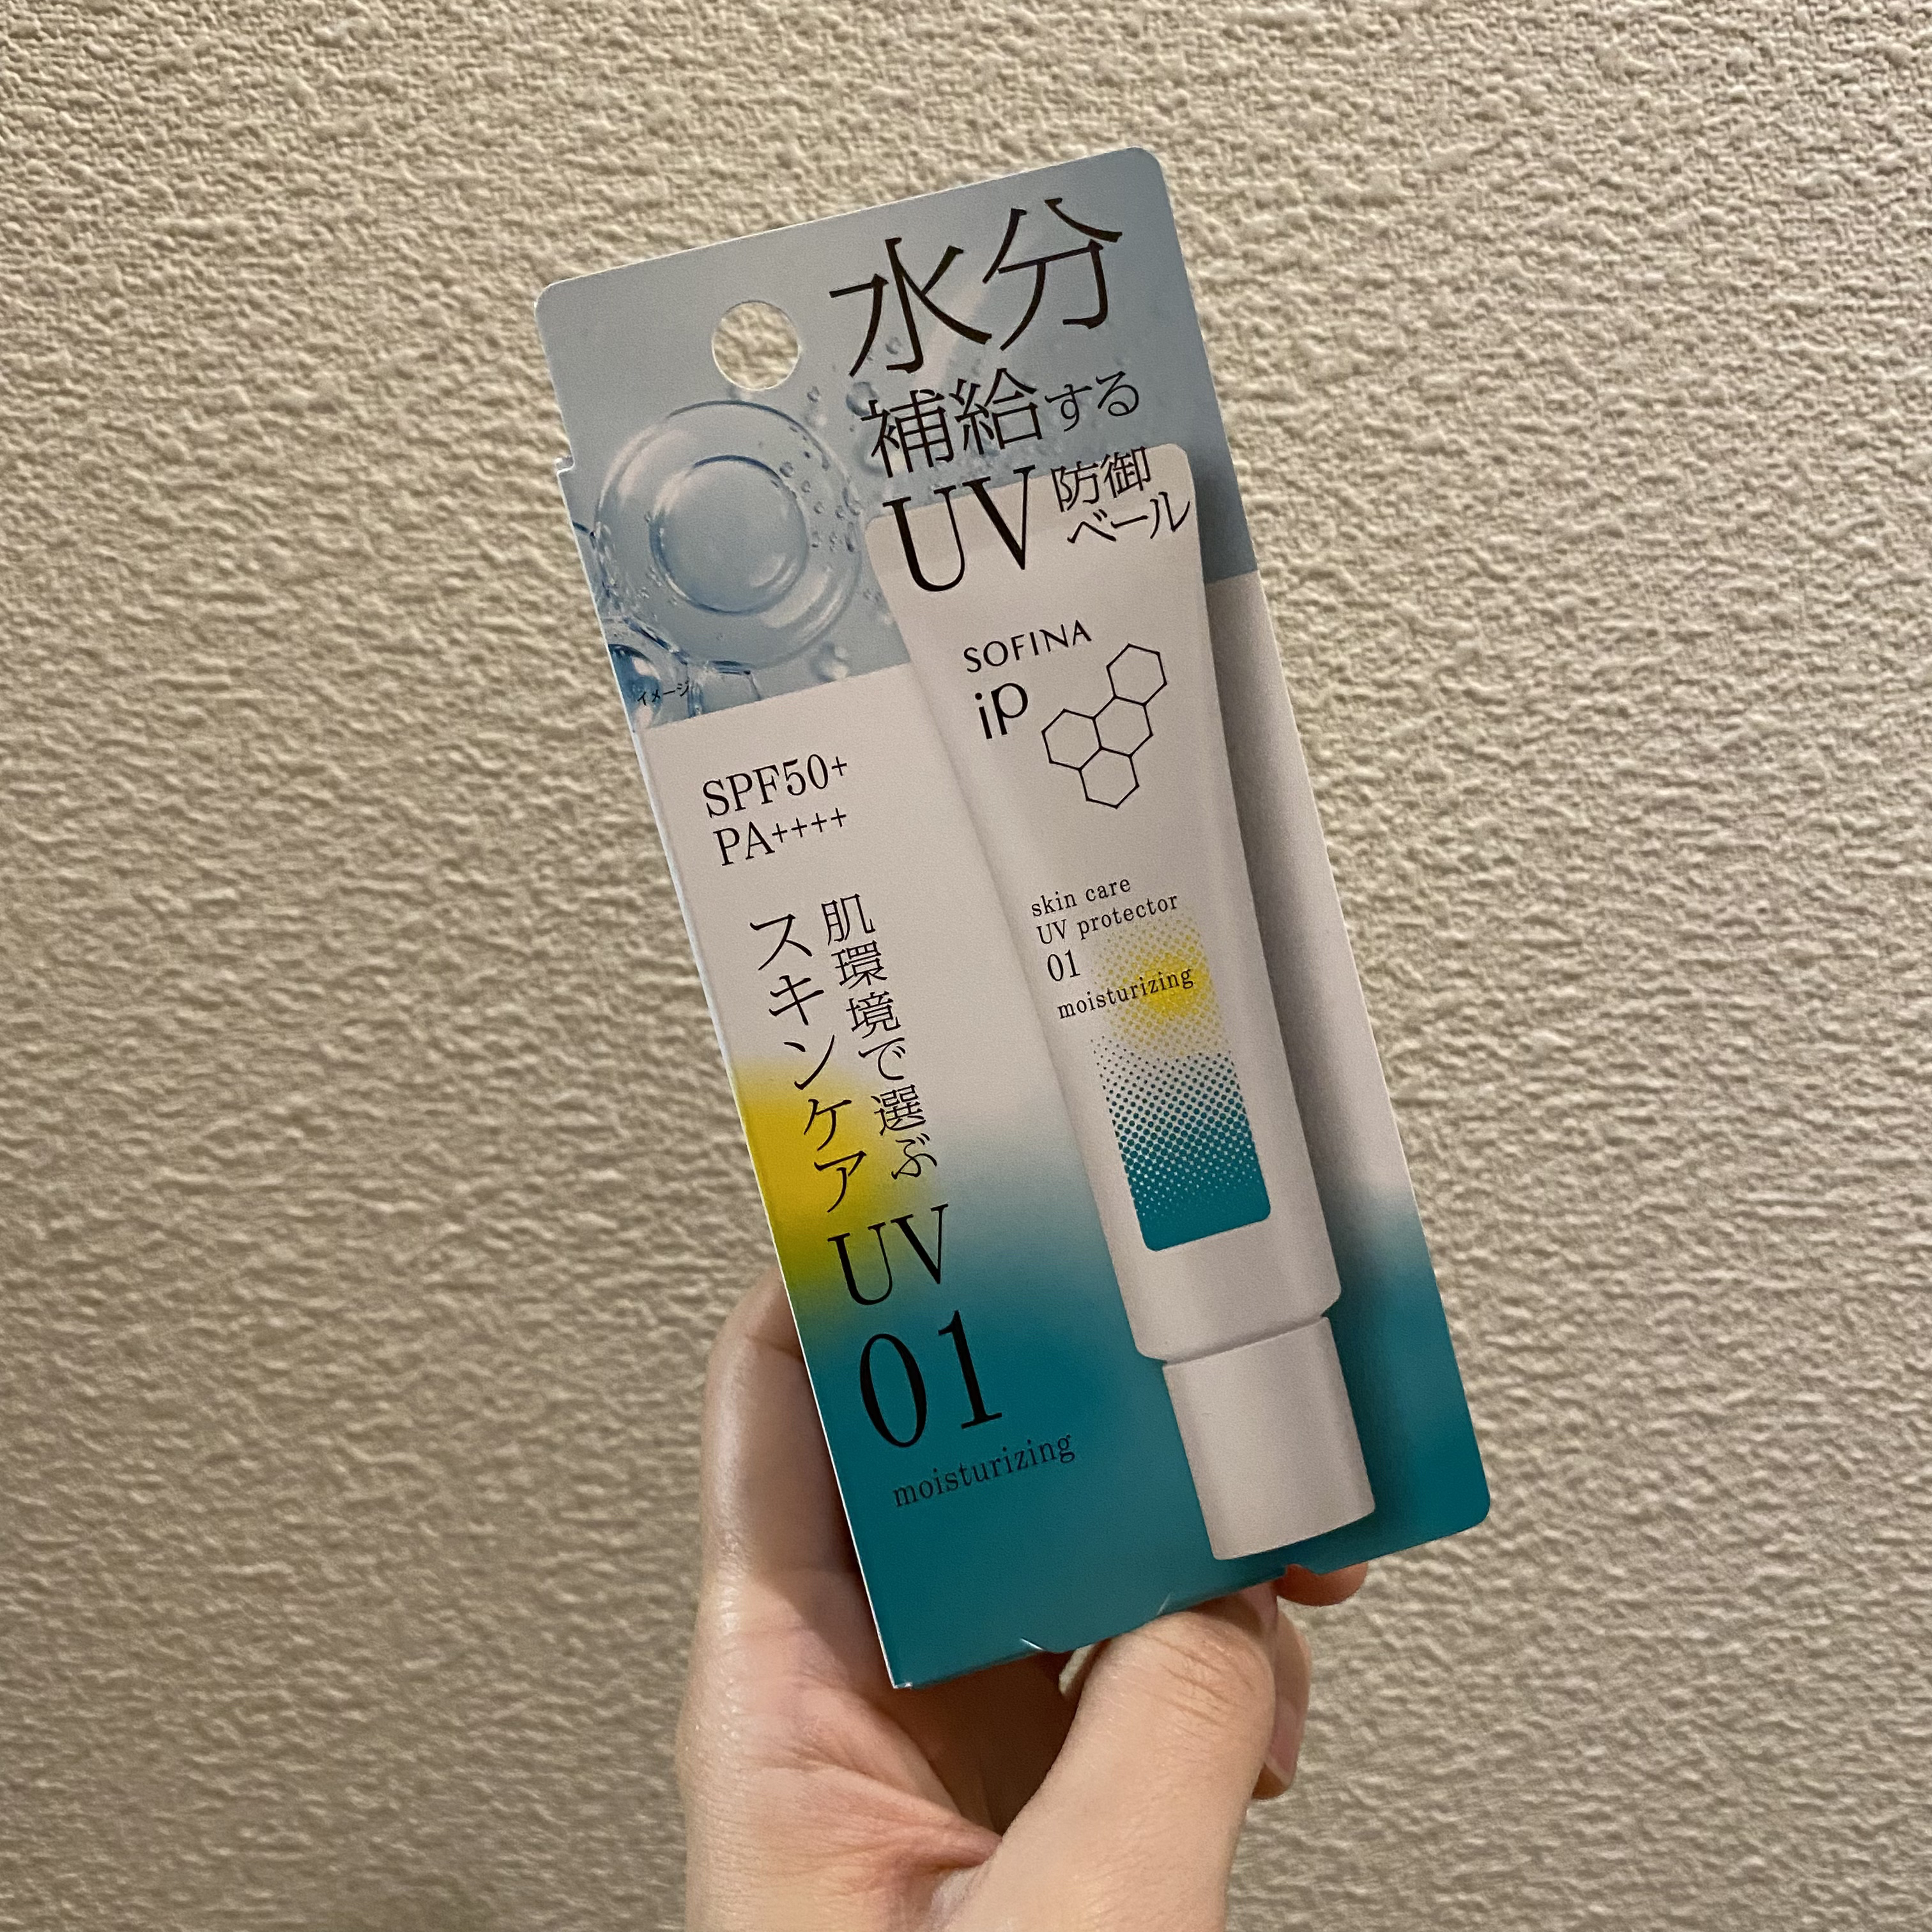 水分
補給する
UV防御
ベール
イメージ
SPF50+
PA++++
肌環境で選ぶ
スキンケア
UV
01
moisturizing
SOFINA
iP
skin care
UV protector
01
moisturizing